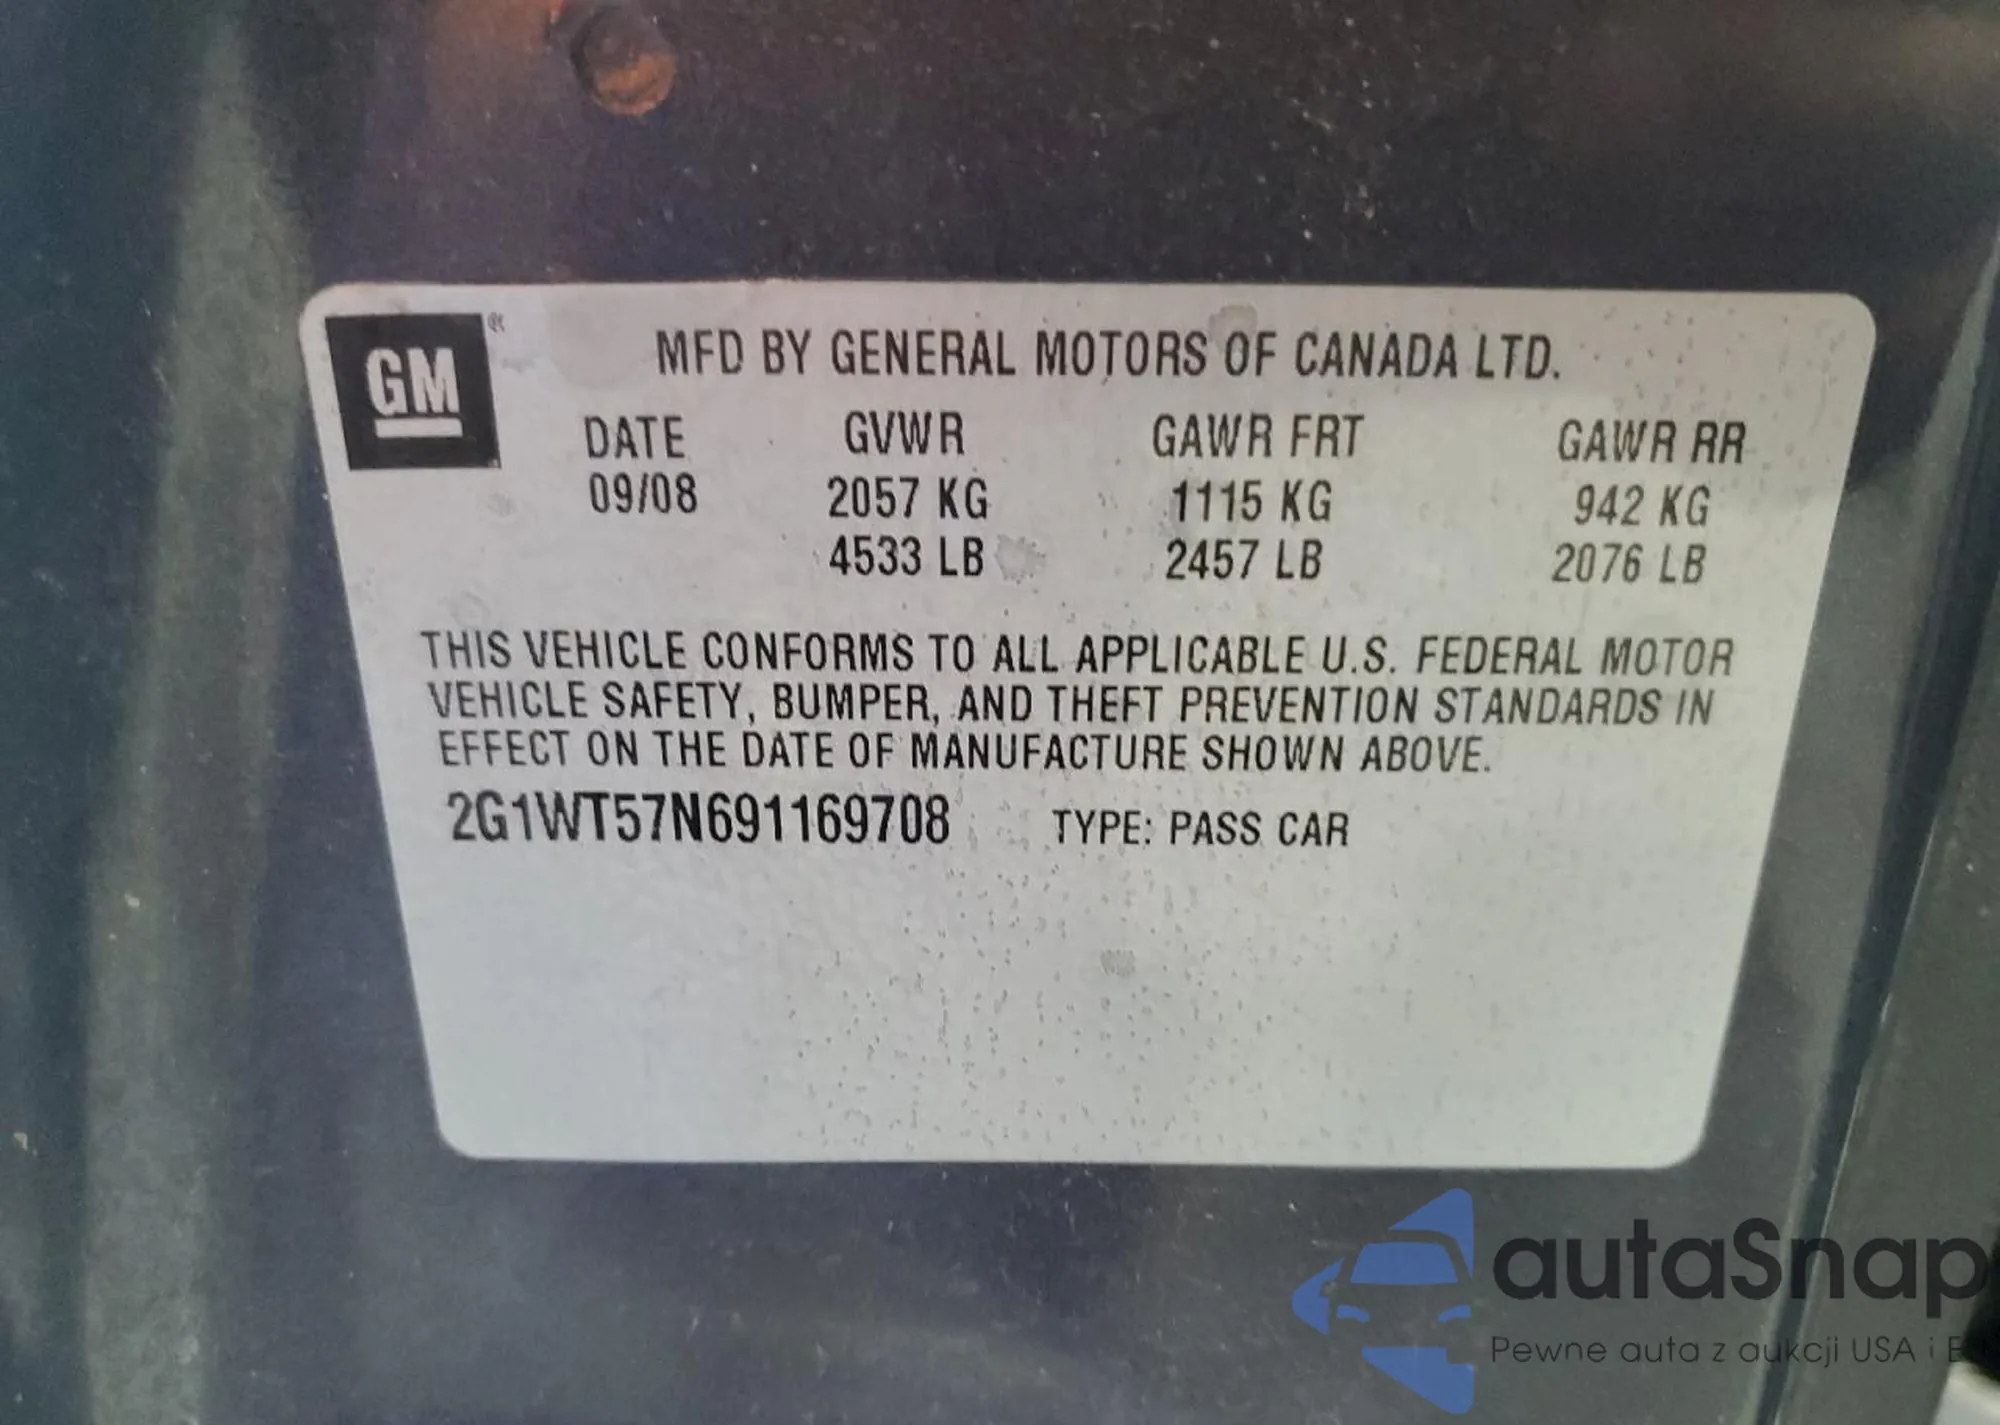 GM ®
MFD BY GENERAL MOTORS OF CANADA LTD.
DATE GVWR GAWR FRT GAWR RR
09/08 2057 KG 1115 KG 942 KG
4533 LB 2457 LB 2076 LB
THIS VEHICLE CONFORMS TO ALL APPLICABLE U.S. FEDERAL MOTOR
VEHICLE SAFETY, BUMPER, AND THEFT PREVENTION STANDARDS IN
EFFECT ON THE DATE OF MANUFACTURE SHOWN ABOVE.
2G1WT57N691169708 TYPE: PASS CAR
autaSnap
Pewne auta z aukcji USA i